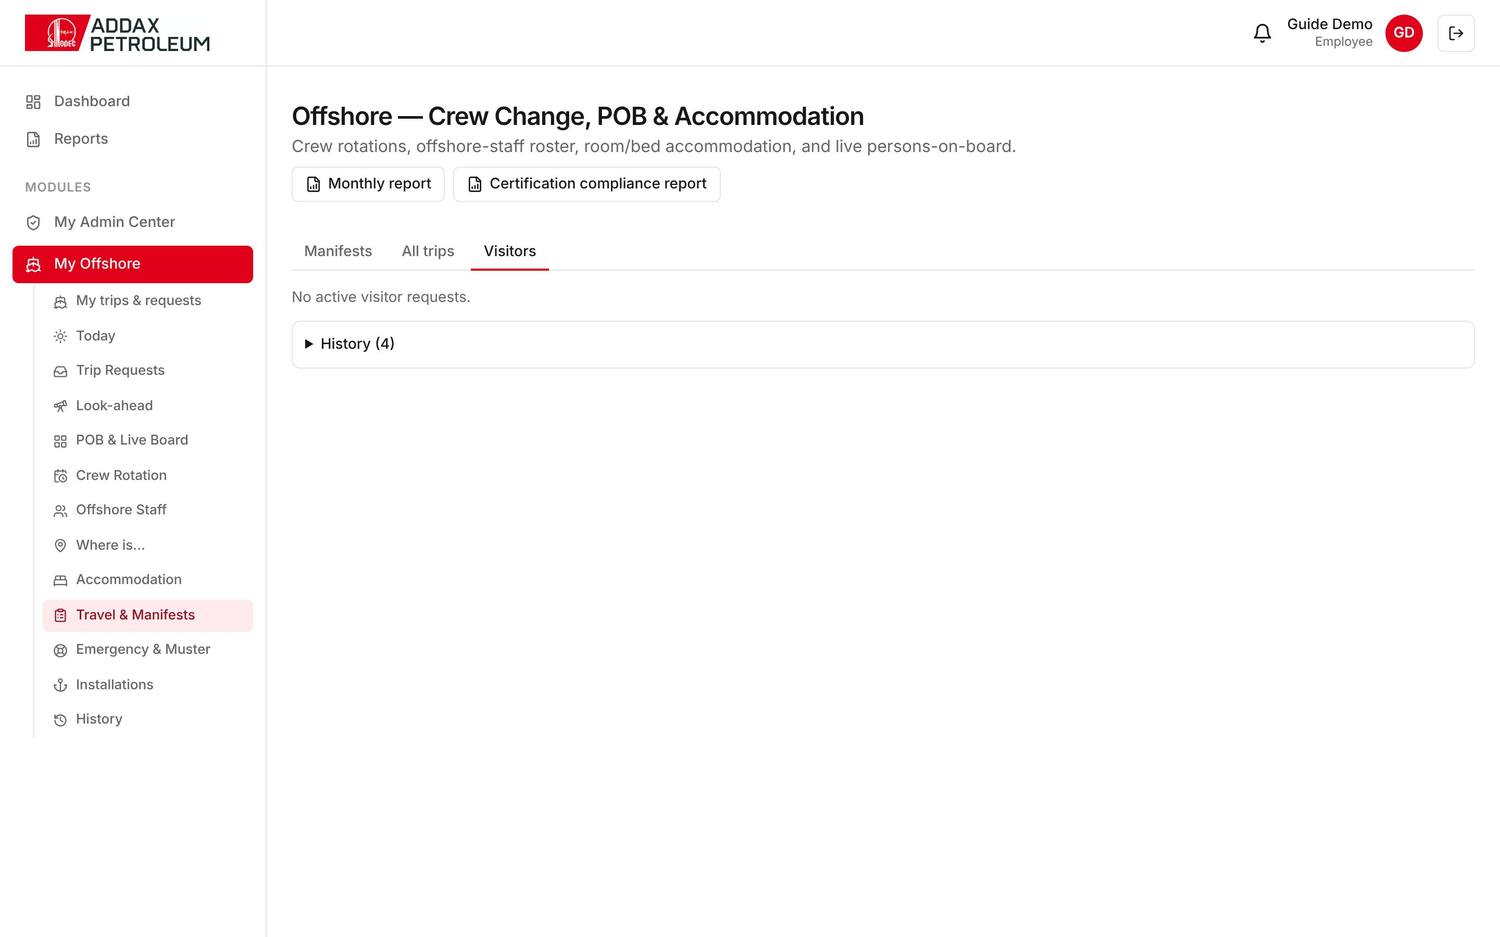 Sinopec
ADDAX
PETROLEUM
Guide Demo
Employee
GD
Dashboard
Reports
MODULES
My Admin Center
My Offshore
My trips & requests
Today
Trip Requests
Look-ahead
POB & Live Board
Crew Rotation
Offshore Staff
Where is...
Accommodation
Travel & Manifests
Emergency & Muster
Installations
History
Offshore — Crew Change, POB & Accommodation
Crew rotations, offshore-staff roster, room/bed accommodation, and live persons-on-board.
Monthly report
Certification compliance report
Manifests
All trips
Visitors
No active visitor requests.
History (4)